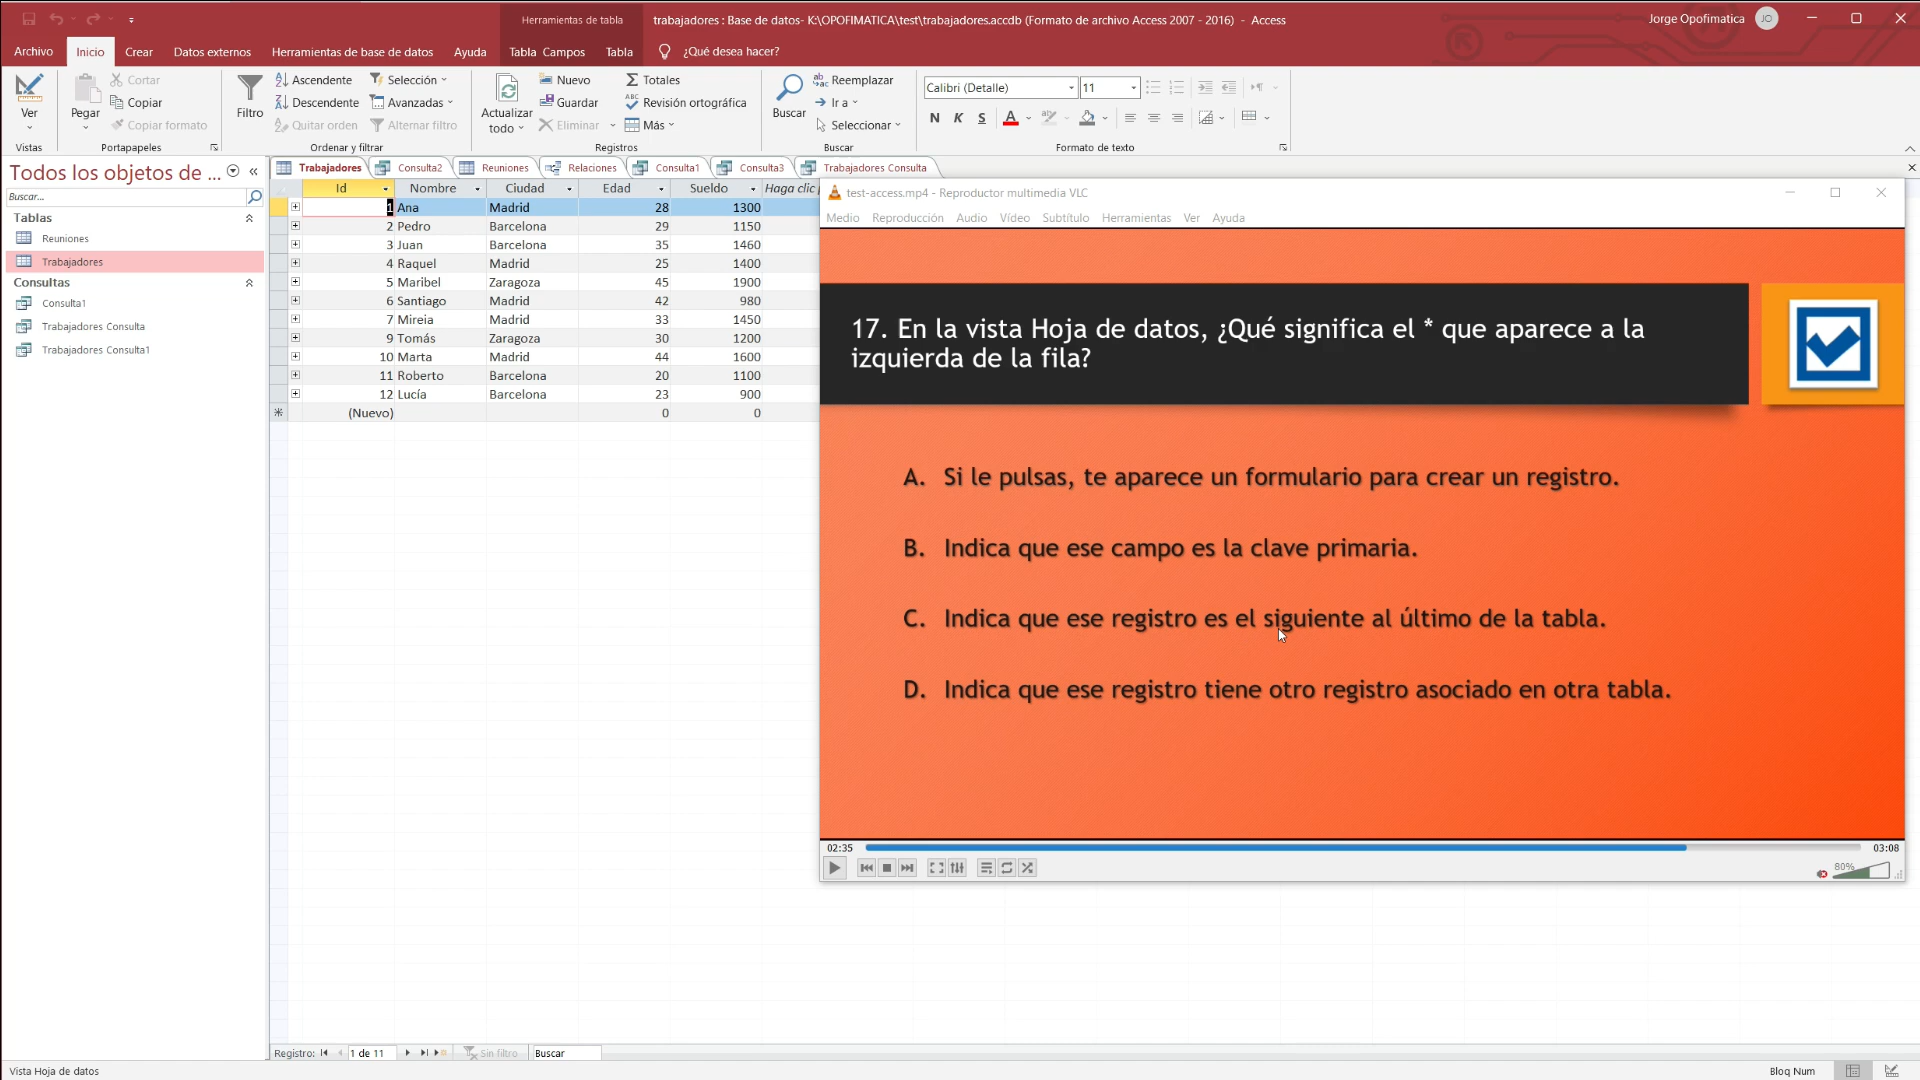 Herramientas de tabla
trabajadores : Base de datos- K:\OPOFIMATICA\test\trabajadores.accdb (Formato de archivo Access 2007 - 2016) - Access
Jorge Opofimatica
JO
Archivo Inicio Crear Datos externos Herramientas de base de datos Ayuda Tabla Campos Tabla ¿Qué desea hacer?
Ver
Vistas
Pegar
Cortar
Copiar
Copiar formato
Portapapeles
Filtro
Ascendente
Descendente
Quitar orden
Selección
Avanzadas
Alternar filtro
Ordenar y filtrar
Actualizar
todo
Nuevo
Guardar
Eliminar
Totales
Revisión ortográfica
Más
Registros
Buscar
Reemplazar
Ir a
Seleccionar
Buscar
Calibri (Detalle) 11
N K S A
Formato de texto
Todos los objetos de ...
Buscar...
Tablas
Reuniones
Trabajadores
Consultas
Consulta1
Trabajadores Consulta
Trabajadores Consulta1
Trabajadores Consulta2 Reuniones Relaciones Consulta1 Consulta3 Trabajadores Consulta
Id Nombre Ciudad Edad Sueldo Haga clic p
1 Ana Madrid 28 1300
2 Pedro Barcelona 29 1150
3 Juan Barcelona 35 1460
4 Raquel Madrid 25 1400
5 Maribel Zaragoza 45 1900
6 Santiago Madrid 42 980
7 Mireia Madrid 33 1450
9 Tomás Zaragoza 30 1200
10 Marta Madrid 44 1600
11 Roberto Barcelona 20 1100
12 Lucía Barcelona 23 900
* (Nuevo) 0 0
test-access.mp4 - Reproductor multimedia VLC
Medio Reproducción Audio Vídeo Subtítulo Herramientas Ver Ayuda
17. En la vista Hoja de datos, ¿Qué significa el * que aparece a la
izquierda de la fila?
A. Si le pulsas, te aparece un formulario para crear un registro.
B. Indica que ese campo es la clave primaria.
C. Indica que ese registro es el siguiente al último de la tabla.
D. Indica que ese registro tiene otro registro asociado en otra tabla.
02:35 03:08
80%
Registro: 1 de 11 Sin filtro Buscar
Vista Hoja de datos
Bloq Num